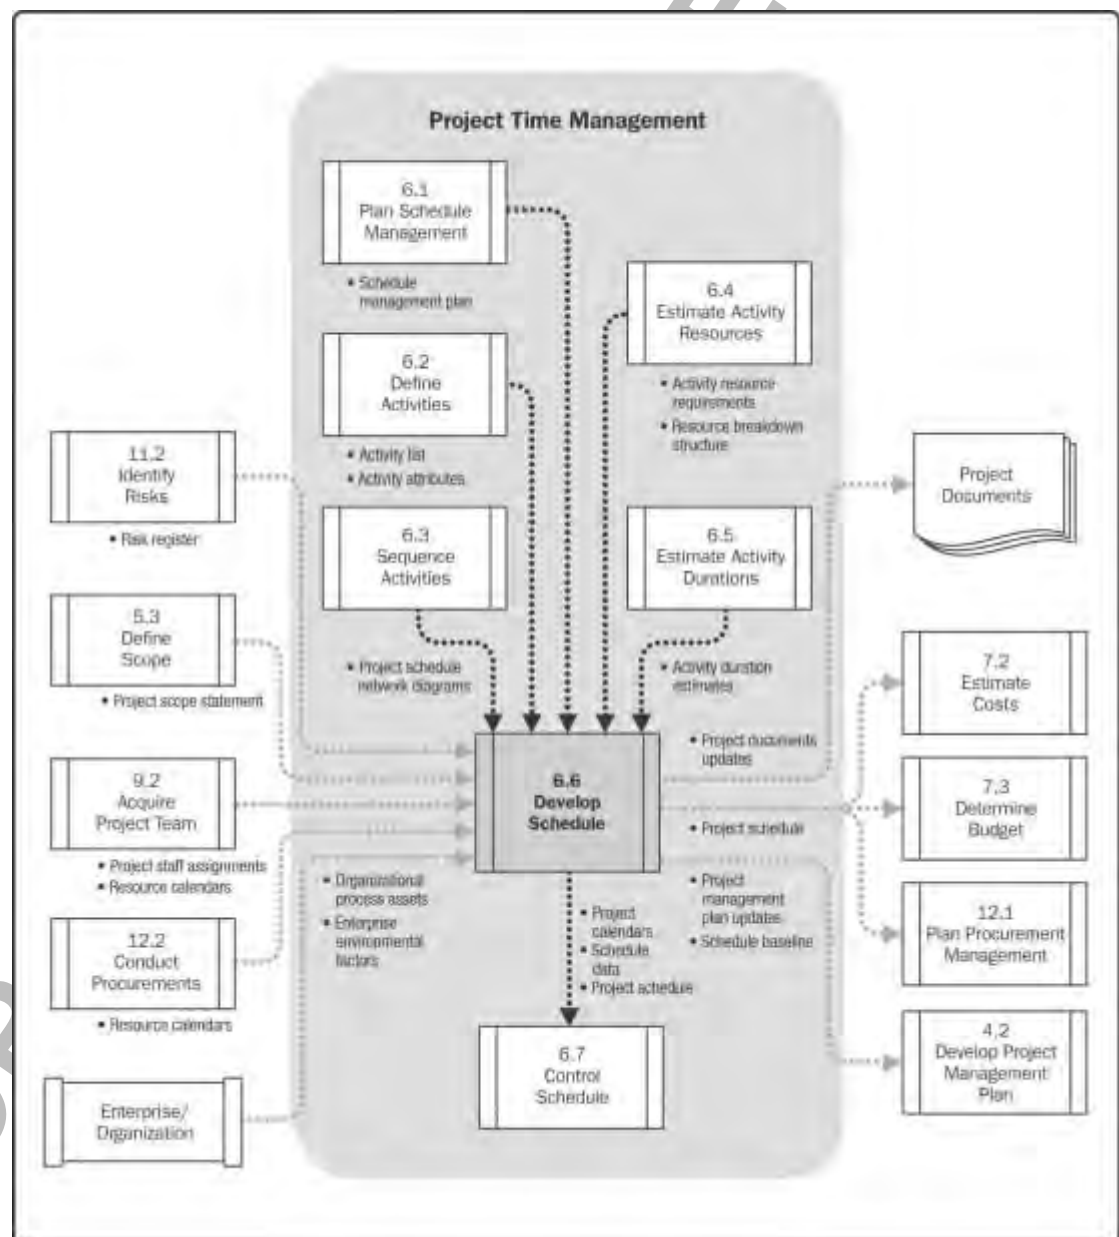 Project Time Management
6.1
Plan Schedule
Management
• Schedule
management plan
6.4
Estimate Activity
Resources
• Activity resource
requirements
• Resource breakdown
structure
6.2
Define
Activities
• Activity list
• Activity attributes
11.2
Identify
Risks
• Risk register
6.3
Sequence
Activities
• Project schedule
network diagrams
6.5
Estimate Activity
Durations
• Activity duration
estimates
Project
Documents
5.3
Define
Scope
• Project scope statement
7.2
Estimate
Costs
9.2
Acquire
Project Team
• Project staff assignments
• Resource calendars
6.6
Develop
Schedule
• Project documents
updates
• Project schedule
• Project
management
plan updates
• Schedule baseline
7.3
Determine
Budget
12.2
Conduct
Procurements
• Resource calendars
• Organizational
process assets
• Enterprise
environmental
factors
• Project
calendars
• Schedule
data
• Project schedule
12.1
Plan Procurement
Management
6.7
Control
Schedule
4.2
Develop Project
Management
Plan
Enterprise/
Organization